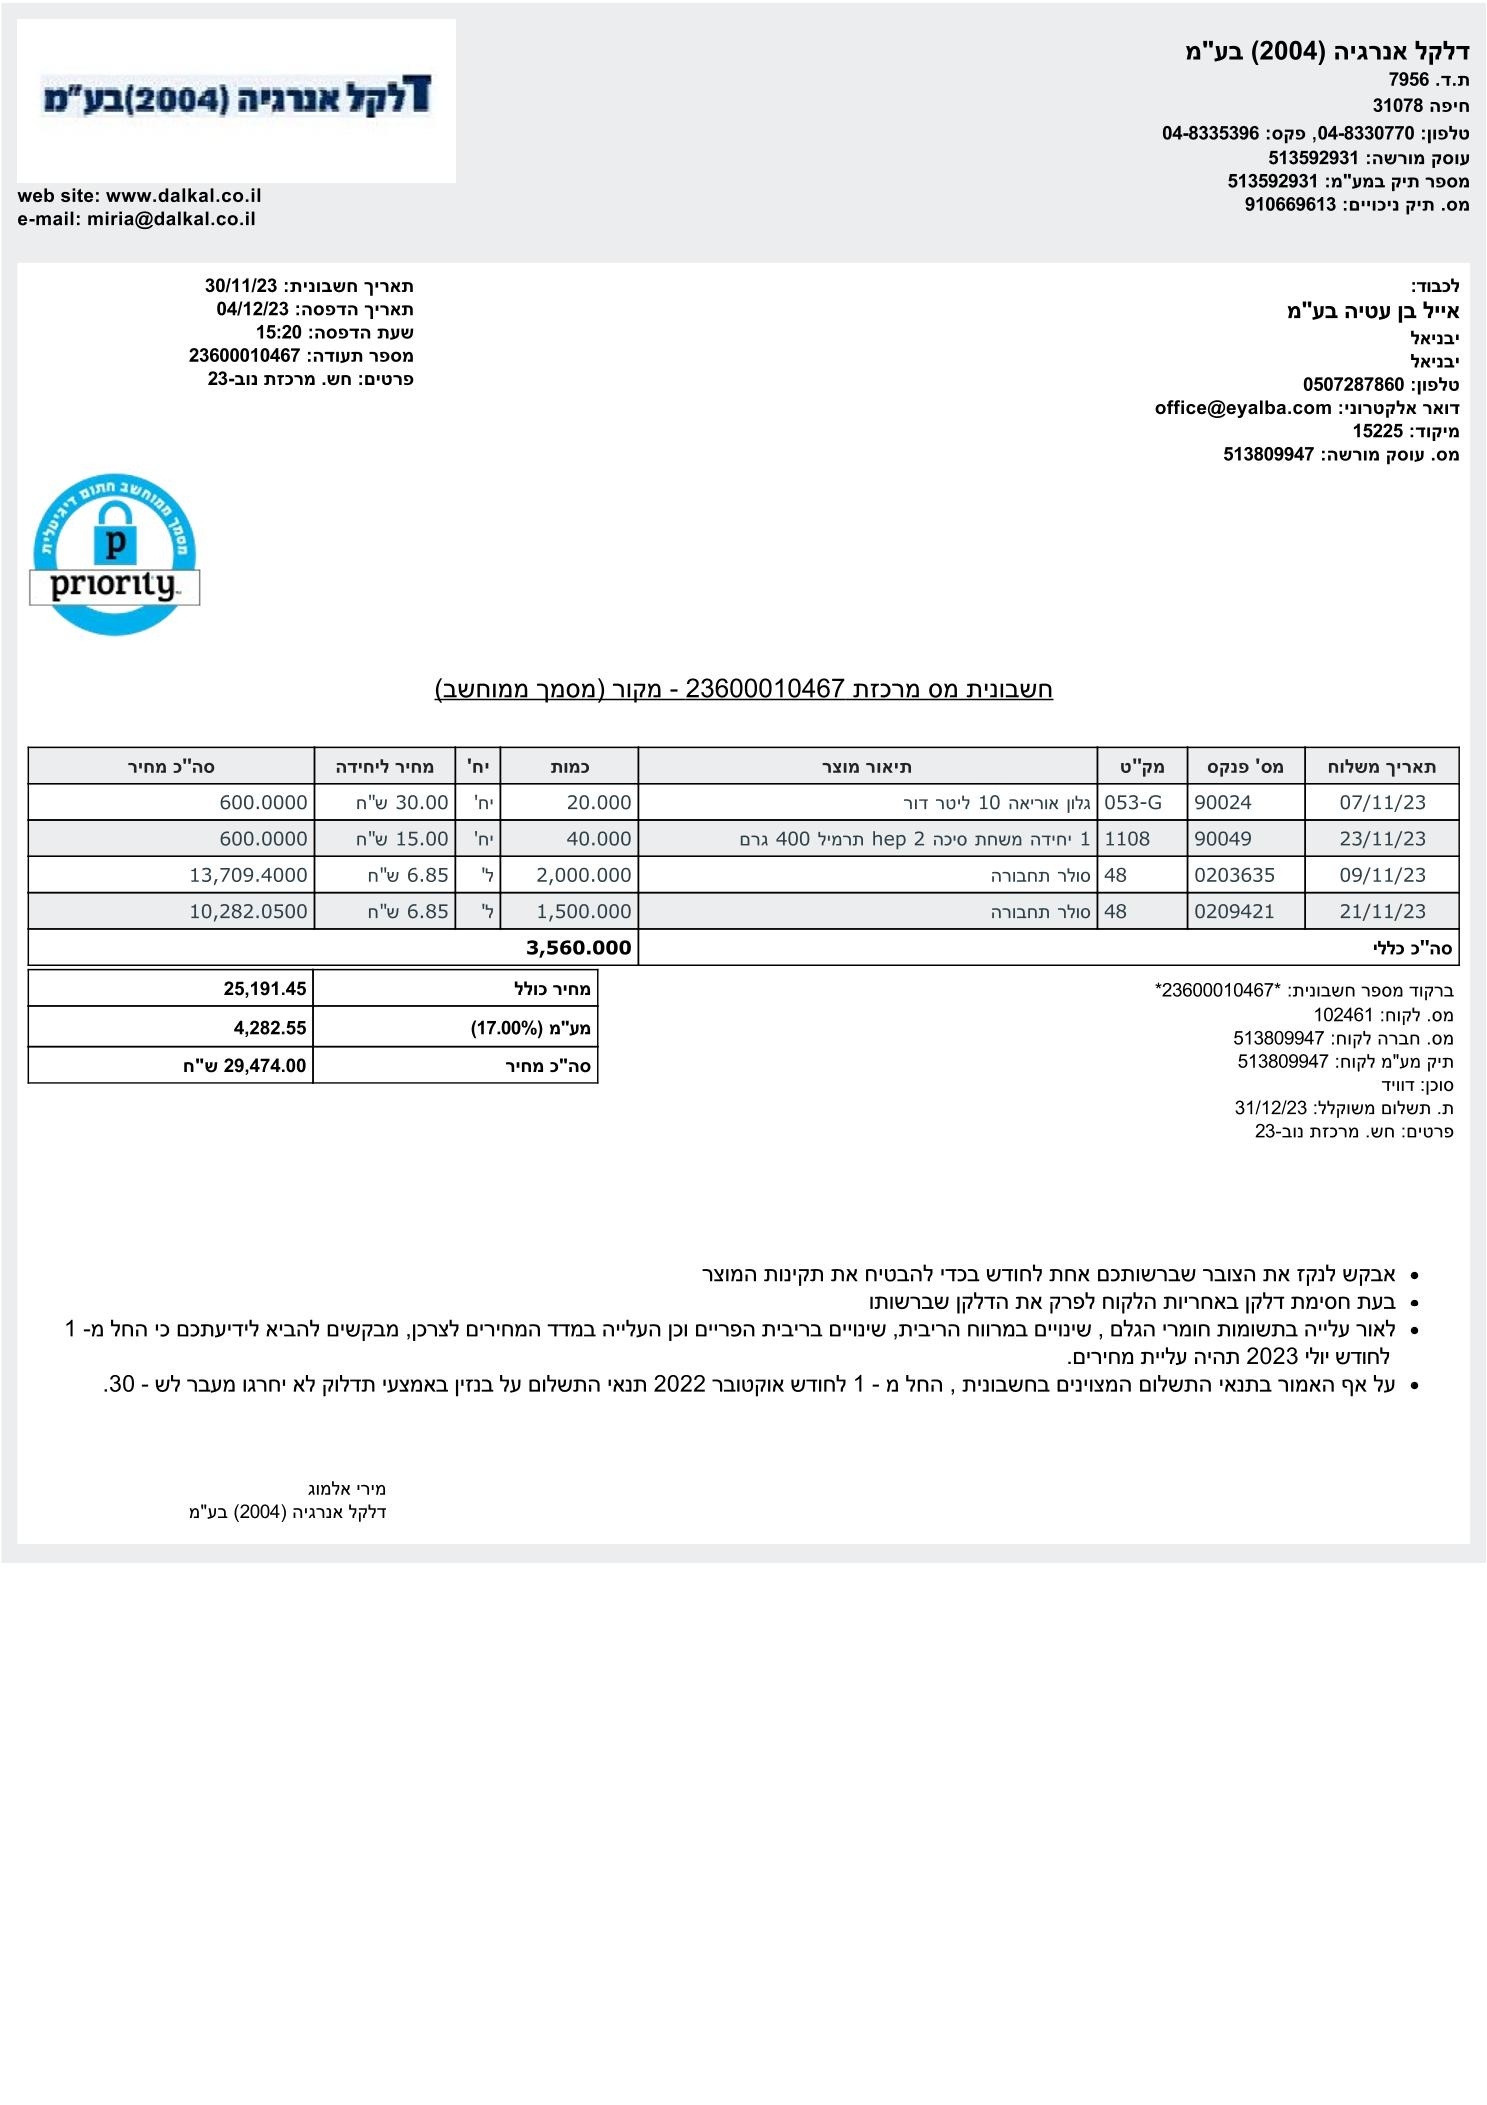 דלקל אנרגיה (2004) בע"מ
ת.ד. 7956
חיפה 31078
טלפון: 04-8330770, פקס: 04-8335396
עוסק מורשה: 513592931
מספר תיק במע"מ: 513592931
מס. תיק ניכויים: 910669613
דלקל אנרגיה (2004)בע"מ
web site: www.dalkal.co.il
e-mail: miria@dalkal.co.il
לכבוד:
אייל בן עטיה בע"מ
יבניאל
יבניאל
טלפון: 0507287860
דואר אלקטרוני: office@eyalba.com
מיקוד: 15225
מס. עוסק מורשה: 513809947
תאריך חשבונית: 30/11/23
תאריך הדפסה: 04/12/23
שעת הדפסה: 15:20
מספר תעודה: 23600010467
פרטים: חש. מרכזת נוב-23
מסמך ממוחשב חתום דיגיטלית
p
priority
חשבונית מס מרכזת 23600010467 - מקור (מסמך ממוחשב)
תאריך משלוח מס' פנקס מק"ט תיאור מוצר כמות יח' מחיר ליחידה סה"כ מחיר
07/11/23 90024 053-G גלון אוריאה 10 ליטר דור 20.000 יח' 30.00 ש"ח 600.0000
23/11/23 90049 1108 1 יחידה משחת סיכה 2 hep תרמיל 400 גרם 40.000 יח' 15.00 ש"ח 600.0000
09/11/23 0203635 48 סולר תחבורה 2,000.000 ל' 6.85 ש"ח 13,709.4000
21/11/23 0209421 48 סולר תחבורה 1,500.000 ל' 6.85 ש"ח 10,282.0500
סה"כ כללי 3,560.000
מחיר כולל 25,191.45
מע"מ (17.00%) 4,282.55
סה"כ מחיר 29,474.00 ש"ח
ברקוד מספר חשבונית: *23600010467*
מס. לקוח: 102461
מס. חברה לקוח: 513809947
תיק מע"מ לקוח: 513809947
סוכן: דוויד
ת. תשלום משוקלל: 31/12/23
פרטים: חש. מרכזת נוב-23
• אבקש לנקז את הצובר שברשותכם אחת לחודש בכדי להבטיח את תקינות המוצר
• בעת חסימת דלקן באחריות הלקוח לפרק את הדלקן שברשותו
• לאור עלייה בתשומות חומרי הגלם , שינויים במרווח הריבית, שינויים בריבית הפריים וכן העלייה במדד המחירים לצרכן, מבקשים להביא לידיעתכם כי החל מ- 1
לחודש יולי 2023 תהיה עליית מחירים.
• על אף האמור בתנאי התשלום המצוינים בחשבונית , החל מ - 1 לחודש אוקטובר 2022 תנאי התשלום על בנזין באמצעי תדלוק לא יחרגו מעבר לש - 30.
מירי אלמוג
דלקל אנרגיה (2004) בע"מ